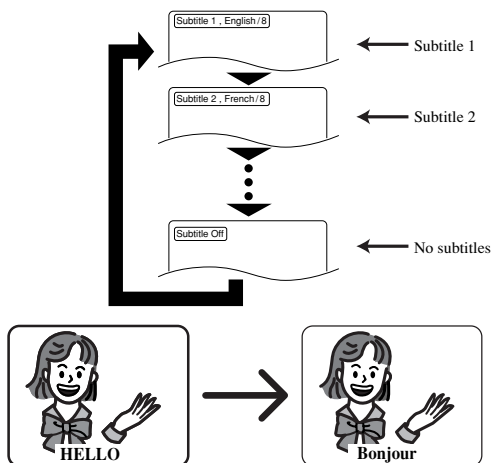 Subtitle 1 , English/8
Subtitle 1
Subtitle 2 , French/8
Subtitle 2
Subtitle Off
No subtitles
HELLO
Bonjour